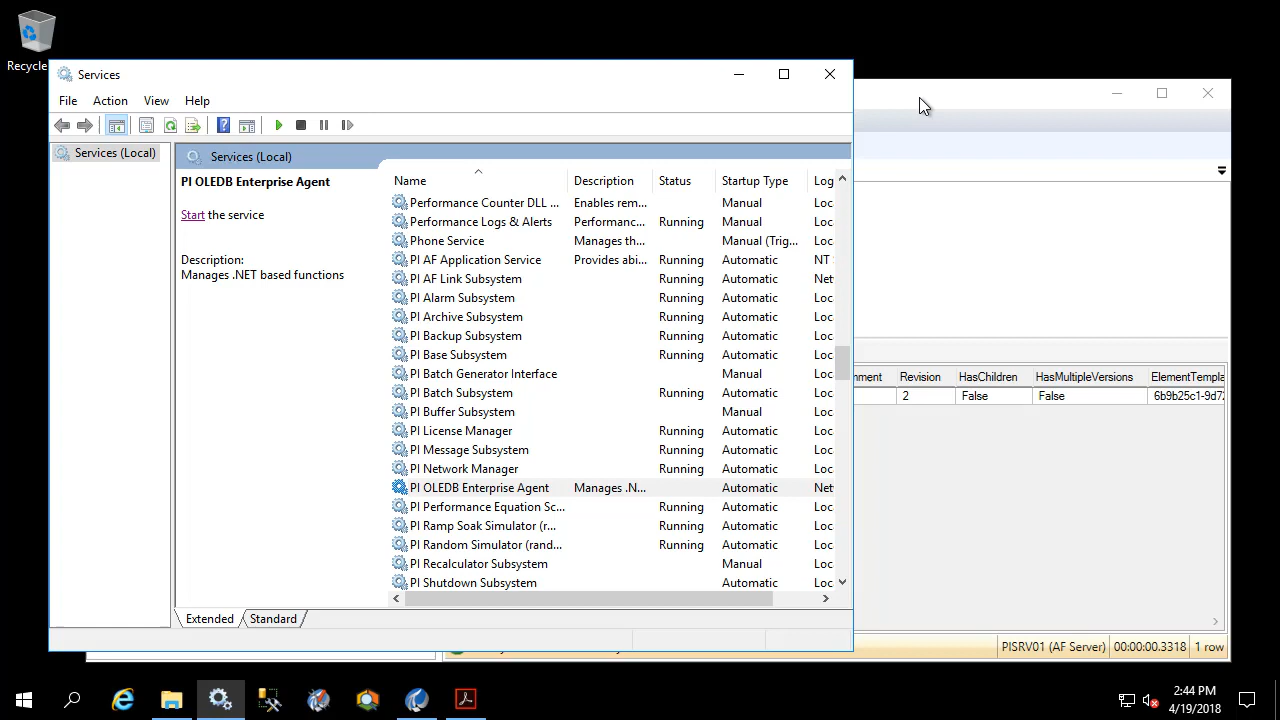 Recycle
Services
File Action View Help
Services (Local)
Services (Local)
PI OLEDB Enterprise Agent
Start the service
Description:
Manages .NET based functions
Name Description Status Startup Type Log
Performance Counter DLL ... Enables rem... Manual Loc
Performance Logs & Alerts Performanc... Running Manual Loc
Phone Service Manages th... Manual (Trig... Loc
PI AF Application Service Provides abi... Running Automatic NT
PI AF Link Subsystem Running Automatic Net
PI Alarm Subsystem Running Automatic Loc
PI Archive Subsystem Running Automatic Loc
PI Backup Subsystem Running Automatic Loc
PI Base Subsystem Running Automatic Loc
PI Batch Generator Interface Manual Loc
PI Batch Subsystem Running Automatic Loc
PI Buffer Subsystem Manual Loc
PI License Manager Running Automatic Loc
PI Message Subsystem Running Automatic Loc
PI Network Manager Running Automatic Loc
PI OLEDB Enterprise Agent Manages .N... Automatic Net
PI Performance Equation Sc... Running Automatic Loc
PI Ramp Soak Simulator (r... Running Automatic Loc
PI Random Simulator (rand... Running Automatic Loc
PI Recalculator Subsystem Manual Loc
PI Shutdown Subsystem Automatic Loc
Extended Standard
nment Revision HasChildren HasMultipleVersions ElementTempla
2 False False 6b9b25c1-9d72
PISRV01 (AF Server) 00:00:00.3318 1 row
2:44 PM
4/19/2018